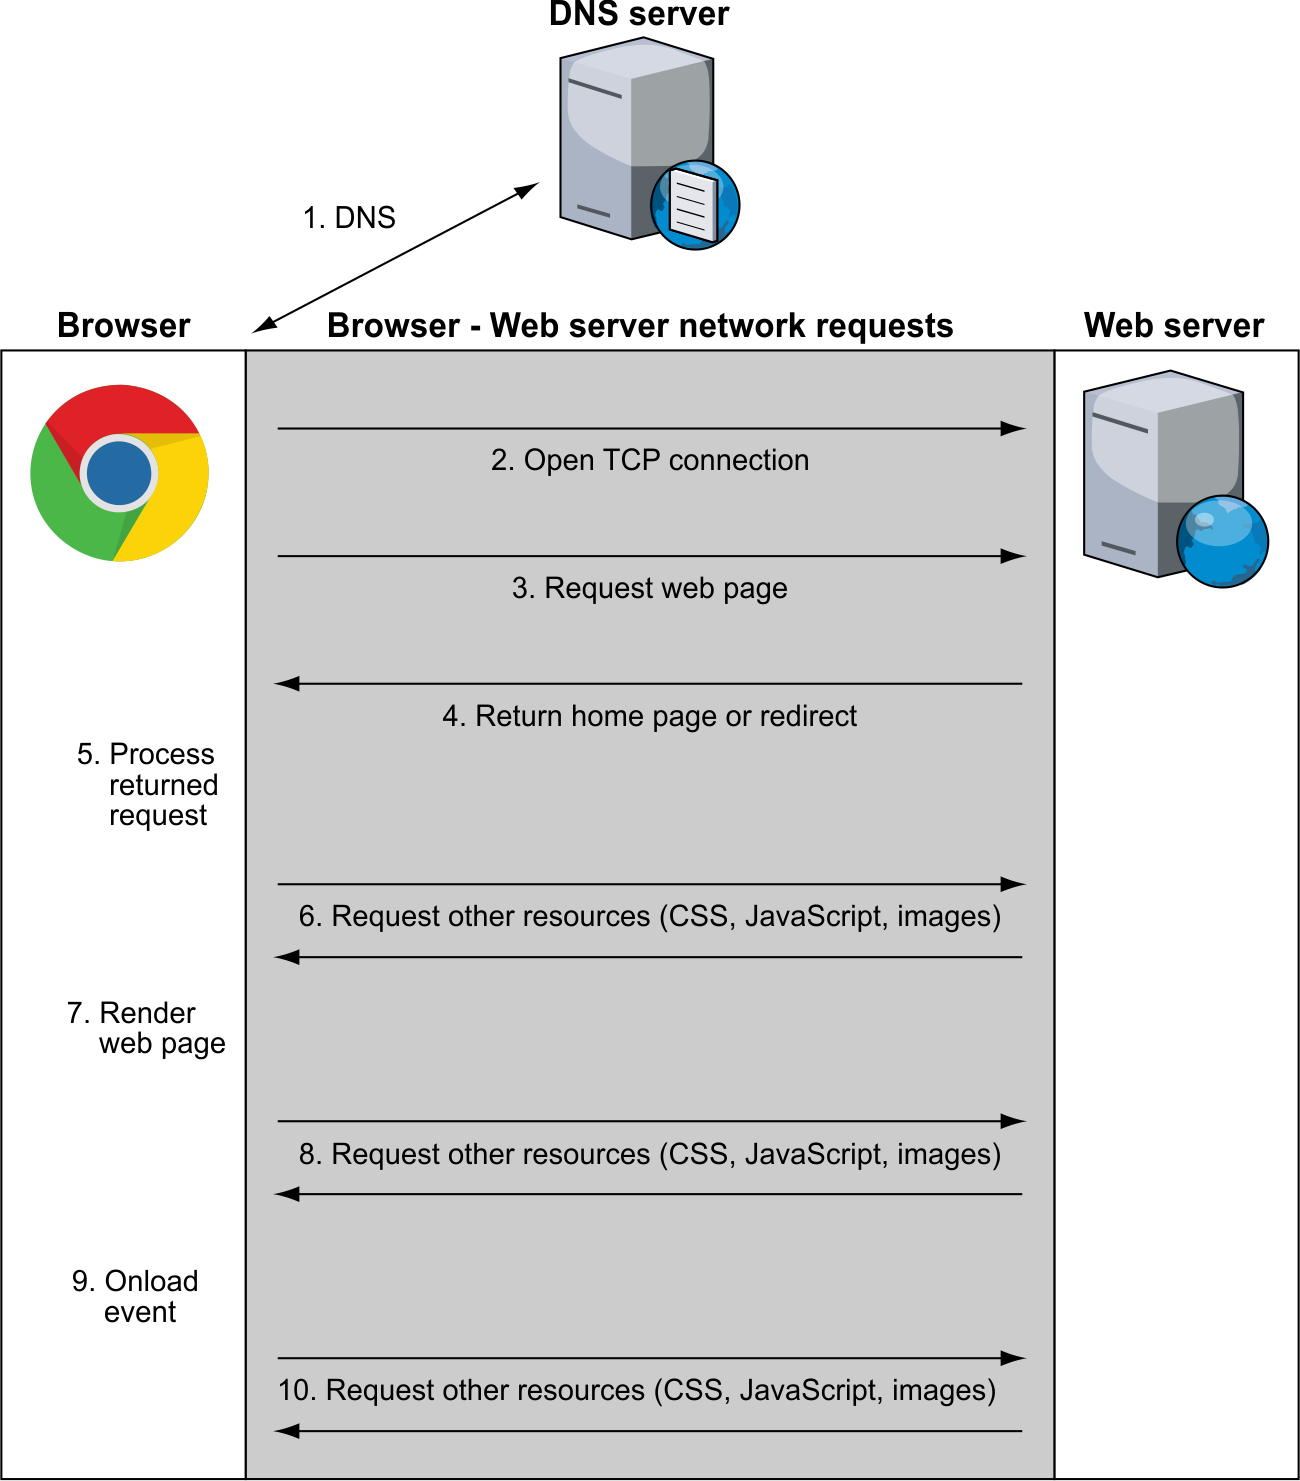 DNS server
1. DNS
Browser
Browser - Web server network requests
Web server
2. Open TCP connection
3. Request web page
4. Return home page or redirect
5. Process
returned
request
6. Request other resources (CSS, JavaScript, images)
7. Render
web page
8. Request other resources (CSS, JavaScript, images)
9. Onload
event
10. Request other resources (CSS, JavaScript, images)